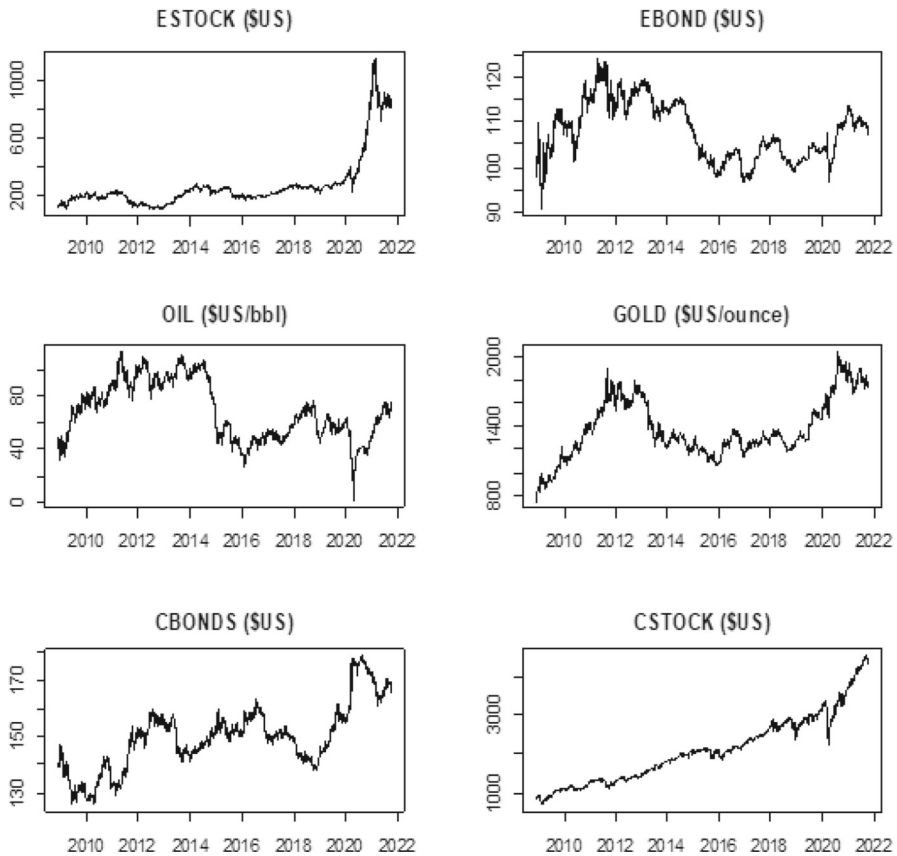 ESTOCK ($US)
1000
600
200
2010 2012 2014 2016 2018 2020 2022
EBOND ($US)
120
110
100
90
2010 2012 2014 2016 2018 2020 2022
OIL ($US/bbl)
80
40
0
2010 2012 2014 2016 2018 2020 2022
GOLD ($US/ounce)
2000
1400
800
2010 2012 2014 2016 2018 2020 2022
CBONDS ($US)
170
150
130
2010 2012 2014 2016 2018 2020 2022
CSTOCK ($US)
3000
1000
2010 2012 2014 2016 2018 2020 2022